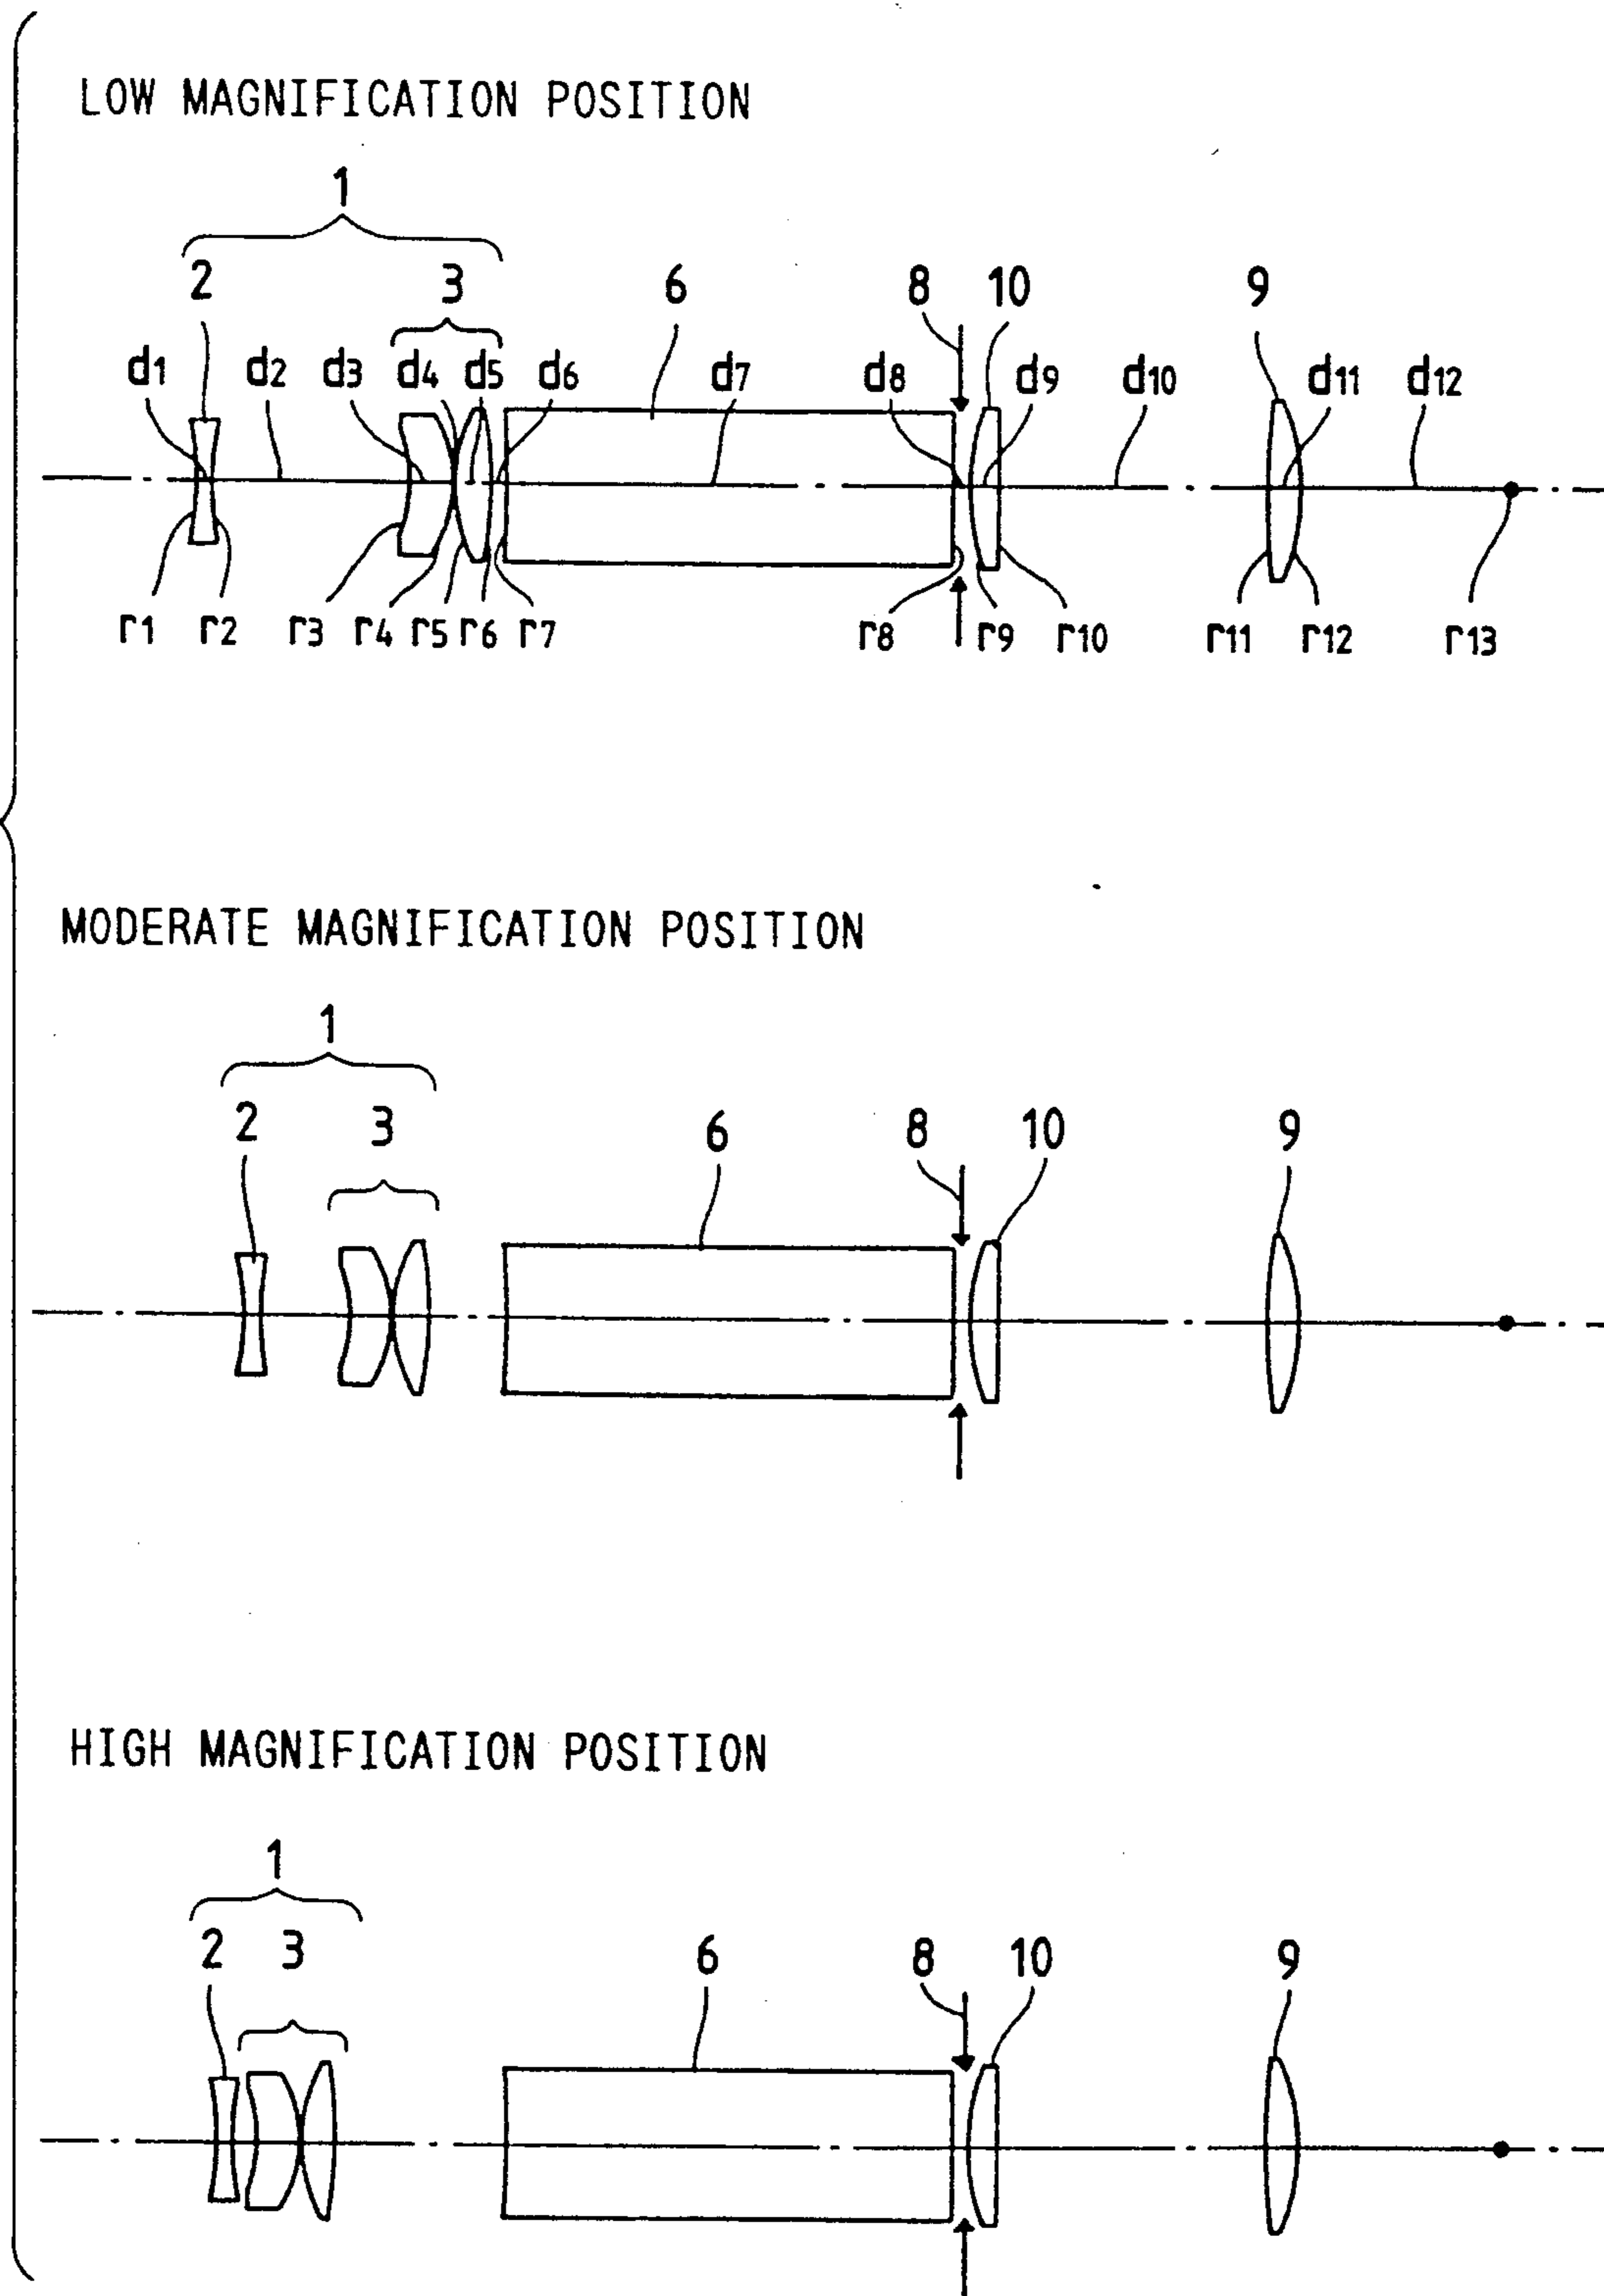 LOW MAGNIFICATION POSITION
1
2 3 6 8 10 9
d1 d2 d3 d4 d5 d6 d7 d8 d9 d10 d11 d12
r1 r2 r3 r4 r5 r6 r7 r8 r9 r10 r11 r12 r13
MODERATE MAGNIFICATION POSITION
1
2 3 6 8 10 9
HIGH MAGNIFICATION POSITION
1
2 3 6 8 10 9